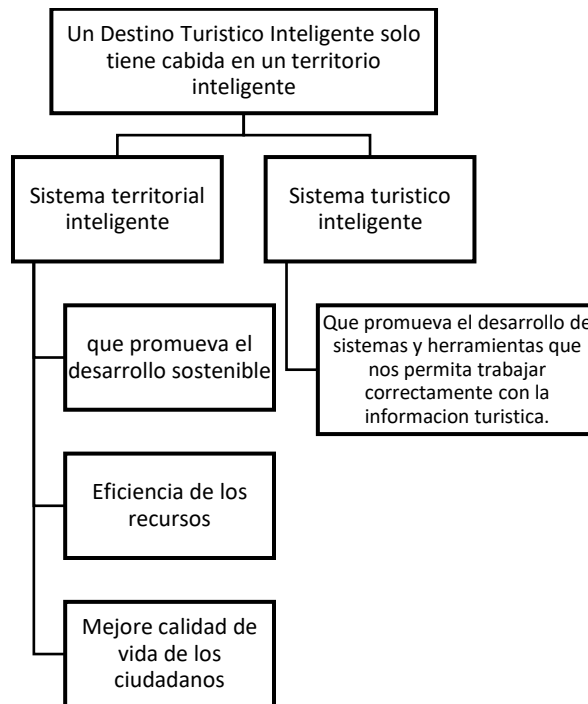 Un Destino Turistico Inteligente solo
tiene cabida en un territorio
inteligente
Sistema territorial
inteligente
Sistema turistico
inteligente
que promueva el
desarrollo sostenible
Que promueva el desarrollo de
sistemas y herramientas que
nos permita trabajar
correctamente con la
informacion turistica.
Eficiencia de los
recursos
Mejore calidad de
vida de los
ciudadanos